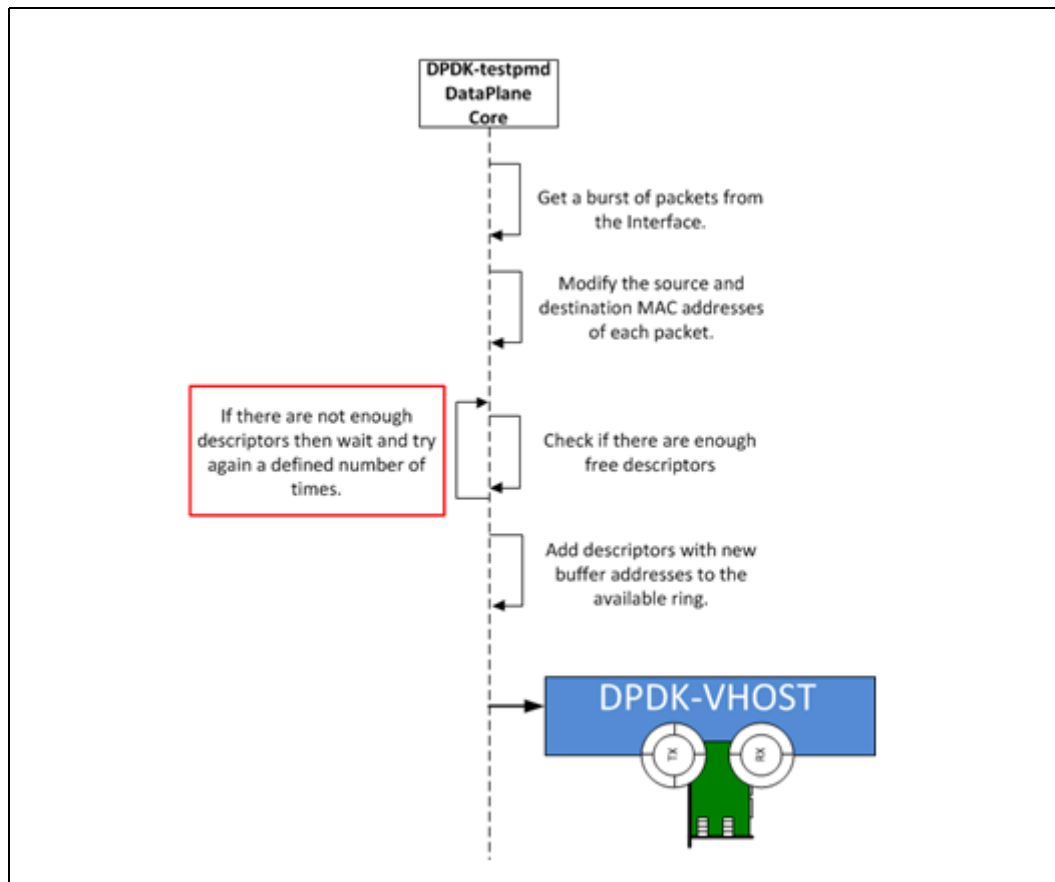 DPDK-testpmd
DataPlane
Core
Get a burst of packets from
the Interface.
Modify the source and
destination MAC addresses
of each packet.
If there are not enough
descriptors then wait and try
again a defined number of
times.
Check if there are enough
free descriptors
Add descriptors with new
buffer addresses to the
available ring.
DPDK-VHOST
TX
RX